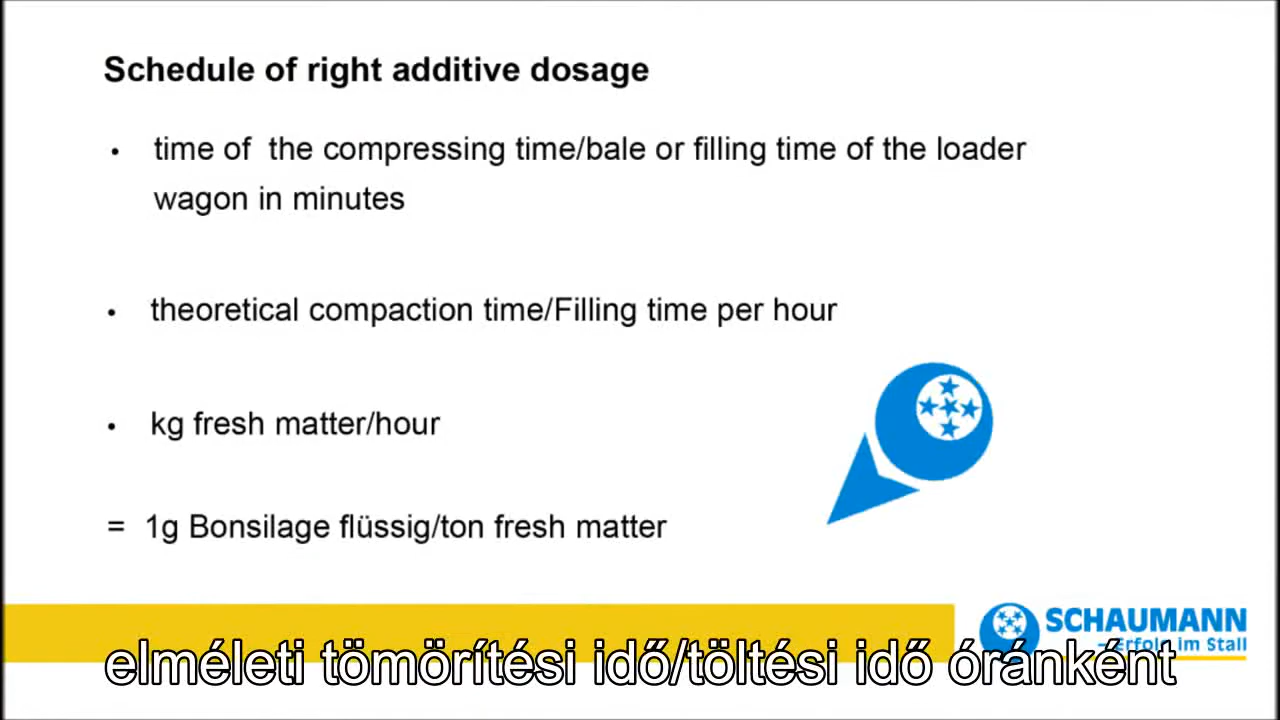 Schedule of right additive dosage
• time of the compressing time/bale or filling time of the loader
wagon in minutes
• theoretical compaction time/Filling time per hour
• kg fresh matter/hour
= 1g Bonsilage flüssig/ton fresh matter
SCHAUMANN
– Erfolg im Stall
elméleti tömörítési idő/töltési idő óránként